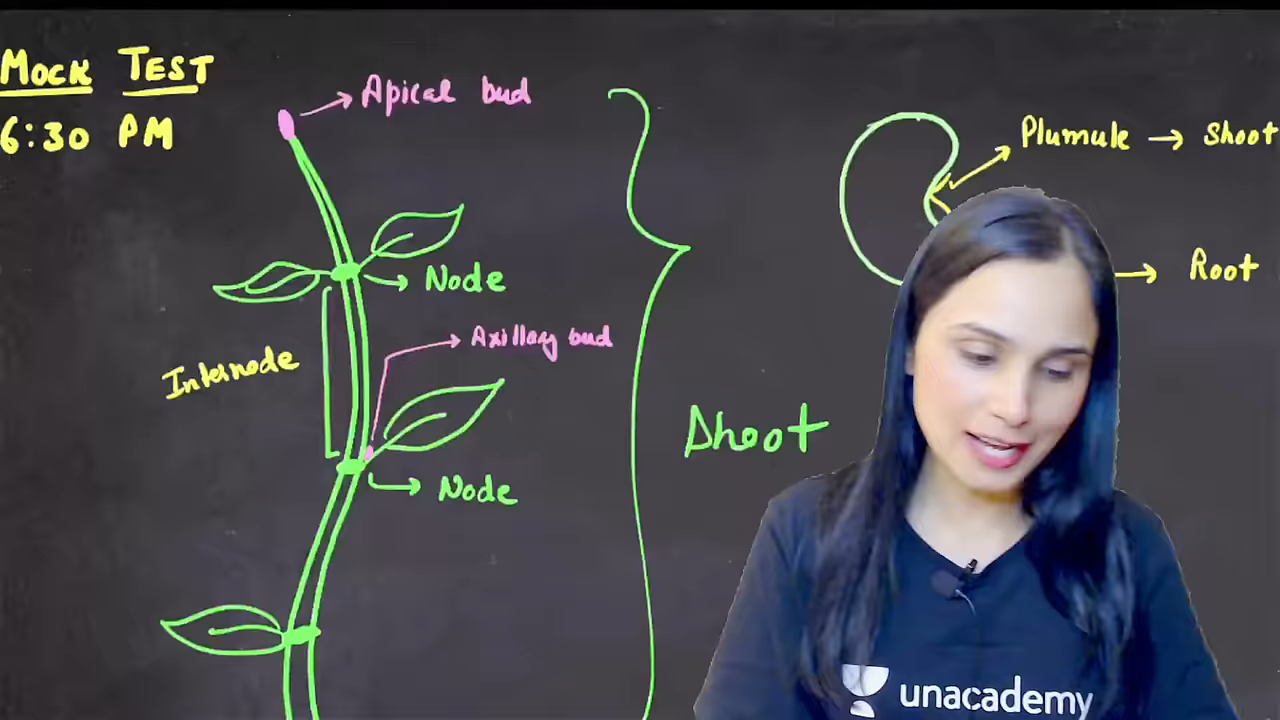 MOCK TEST
6:30 PM
Apical bud
Node
Internode
Axillary bud
Node
Shoot
Plumule → Shoot
→ Root
unacademy